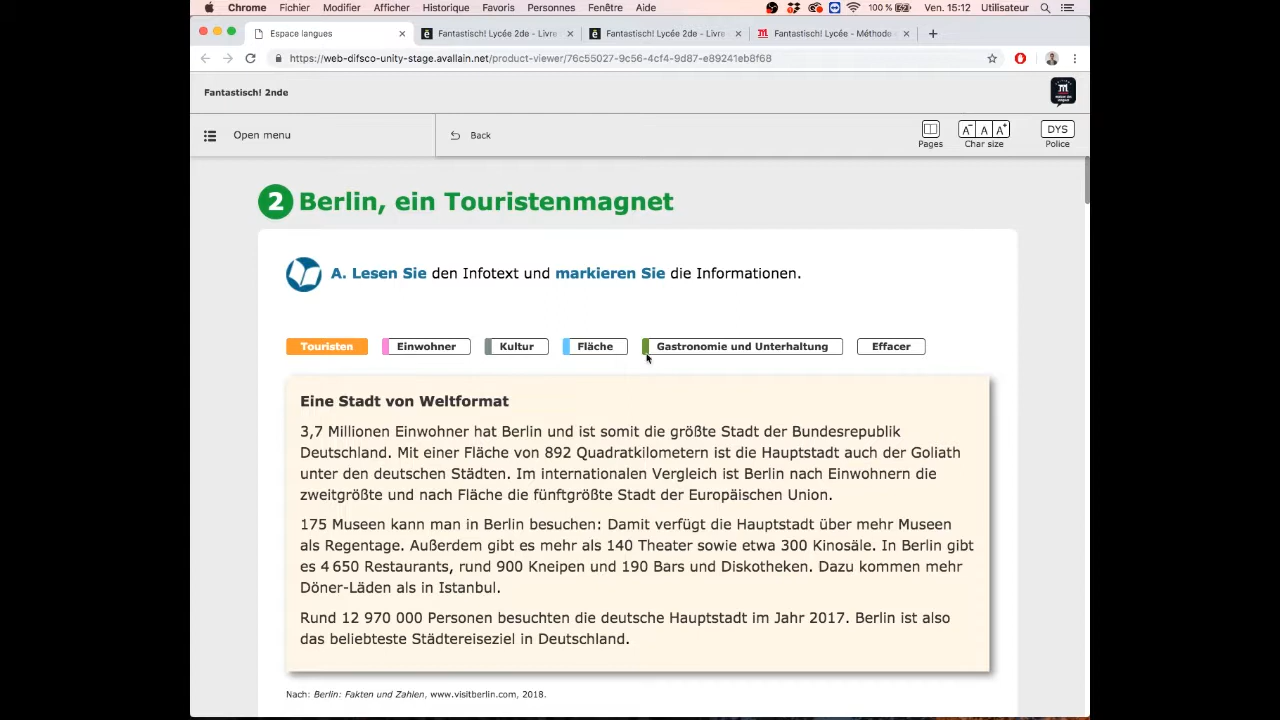 Chrome Fichier Modifier Afficher Historique Favoris Personnes Fenêtre Aide 100 % Ven. 15:12 Utilisateur
Espace langues Fantastisch! Lycée 2de - Livre Fantastisch! Lycée 2de - Livre Fantastisch! Lycée - Méthode
https://web-difsco-unity-stage.avallain.net/product-viewer/76c55027-9c56-4cf4-9d87-e89241eb8f68
Fantastisch! 2nde
Open menu Back Pages A- A A+ Char size DYS Police
2 Berlin, ein Touristenmagnet
A. Lesen Sie den Infotext und markieren Sie die Informationen.
Touristen Einwohner Kultur Fläche Gastronomie und Unterhaltung Effacer
Eine Stadt von Weltformat
3,7 Millionen Einwohner hat Berlin und ist somit die größte Stadt der Bundesrepublik
Deutschland. Mit einer Fläche von 892 Quadratkilometern ist die Hauptstadt auch der Goliath
unter den deutschen Städten. Im internationalen Vergleich ist Berlin nach Einwohnern die
zweitgrößte und nach Fläche die fünftgrößte Stadt der Europäischen Union.
175 Museen kann man in Berlin besuchen: Damit verfügt die Hauptstadt über mehr Museen
als Regentage. Außerdem gibt es mehr als 140 Theater sowie etwa 300 Kinosäle. In Berlin gibt
es 4 650 Restaurants, rund 900 Kneipen und 190 Bars und Diskotheken. Dazu kommen mehr
Döner-Läden als in Istanbul.
Rund 12 970 000 Personen besuchten die deutsche Hauptstadt im Jahr 2017. Berlin ist also
das beliebteste Städtereiseziel in Deutschland.
Nach: Berlin: Fakten und Zahlen, www.visitberlin.com, 2018.